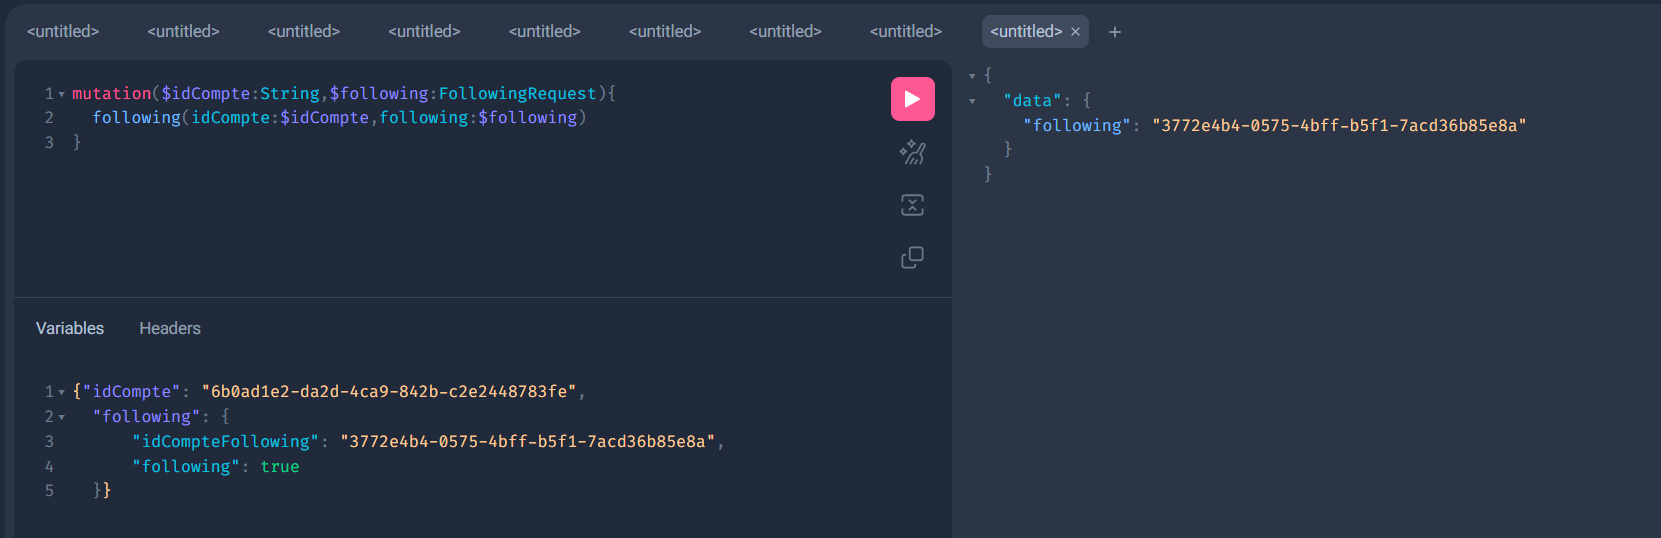 <untitled> <untitled> <untitled> <untitled> <untitled> <untitled> <untitled> <untitled> <untitled> × +
1 mutation($idCompte:String,$following:FollowingRequest){
2 following(idCompte:$idCompte,following:$following)
3 }
Variables Headers
1 {"idCompte": "6b0ad1e2-da2d-4ca9-842b-c2e2448783fe",
2 "following": {
3 "idCompteFollowing": "3772e4b4-0575-4bff-b5f1-7acd36b85e8a",
4 "following": true
5 }}
{
"data": {
"following": "3772e4b4-0575-4bff-b5f1-7acd36b85e8a"
}
}